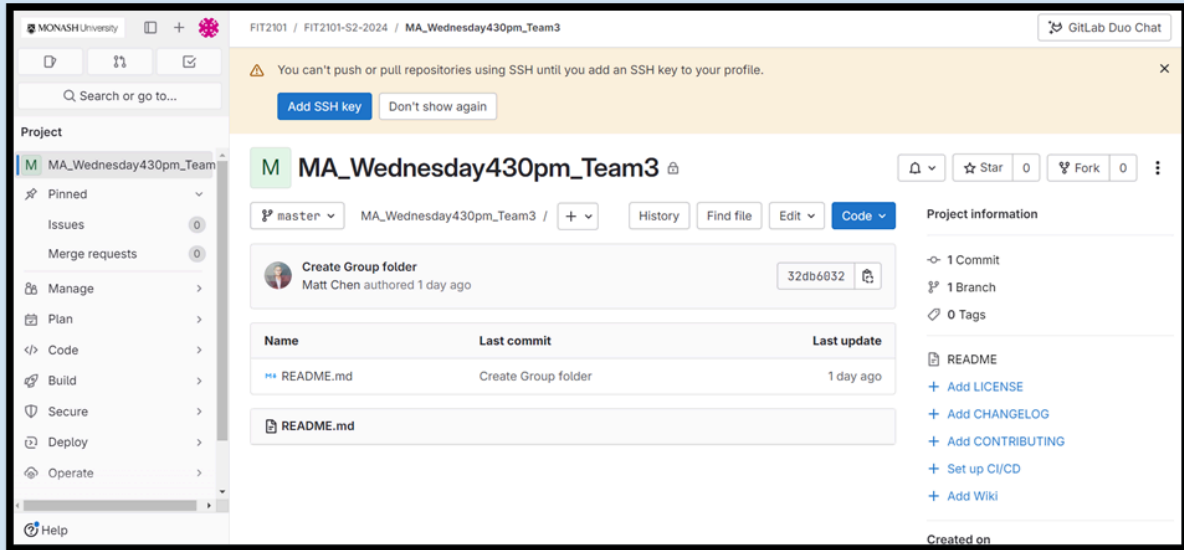 MONASH University
FIT2101 / FIT2101-S2-2024 / MA_Wednesday430pm_Team3
GitLab Duo Chat
Search or go to...
You can't push or pull repositories using SSH until you add an SSH key to your profile.
Add SSH key
Don't show again
Project
M MA_Wednesday430pm_Team
Pinned
Issues 0
Merge requests 0
Manage
Plan
Code
Build
Secure
Deploy
Operate
Help
M MA_Wednesday430pm_Team3
Star 0
Fork 0
master
MA_Wednesday430pm_Team3 / +
History
Find file
Edit
Code
Create Group folder
Matt Chen authored 1 day ago
32db6032
Name Last commit Last update
README.md Create Group folder 1 day ago
README.md
Project information
1 Commit
1 Branch
0 Tags
README
+ Add LICENSE
+ Add CHANGELOG
+ Add CONTRIBUTING
+ Set up CI/CD
+ Add Wiki
Created on